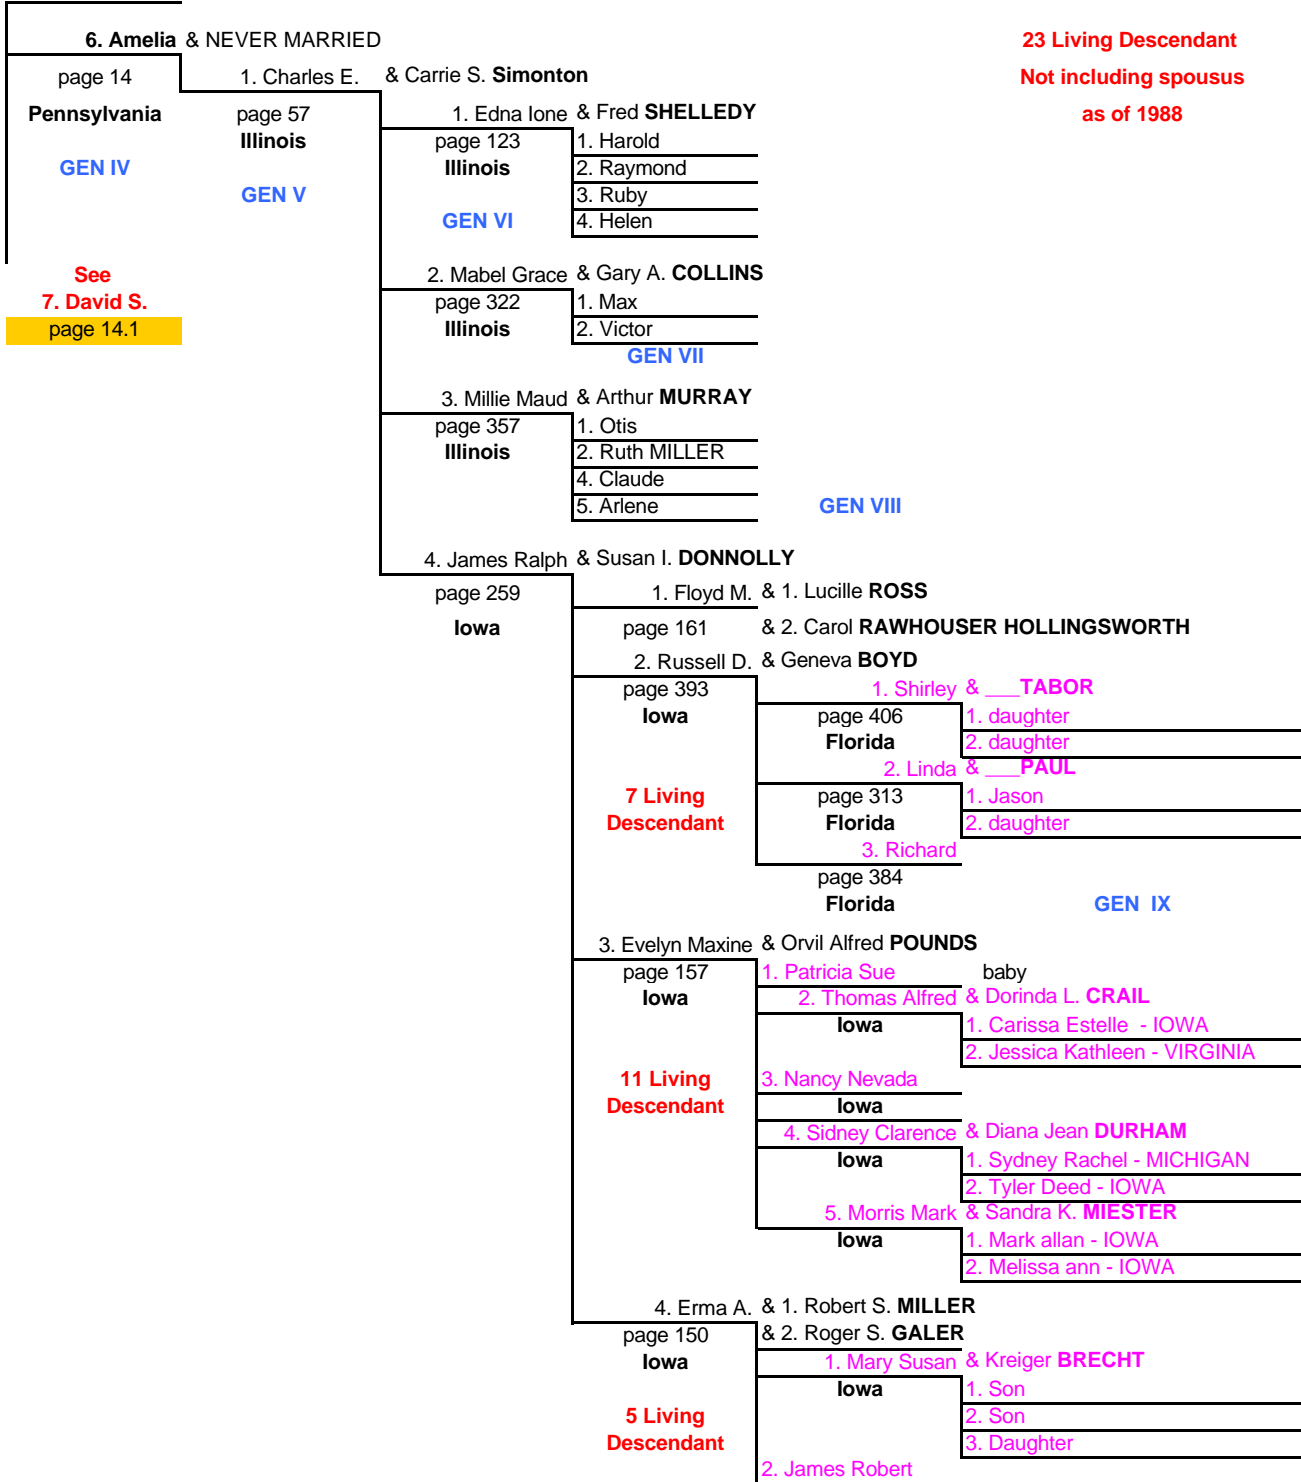 6. Amelia & NEVER MARRIED
23 Living Descendant
page 14
1. Charles E. & Carrie S. Simonton
Not including spousus
Pennsylvania
page 57
1. Edna Ione & Fred SHELLEDY
as of 1988
Illinois
page 123
1. Harold
GEN IV
Illinois
2. Raymond
GEN V
3. Ruby
GEN VI
4. Helen
See
2. Mabel Grace & Gary A. COLLINS
7. David S.
page 322
1. Max
page 14.1
Illinois
2. Victor
GEN VII
3. Millie Maud & Arthur MURRAY
page 357
1. Otis
Illinois
2. Ruth MILLER
4. Claude
5. Arlene
GEN VIII
4. James Ralph & Susan I. DONNOLLY
page 259
1. Floyd M. & 1. Lucille ROSS
Iowa
page 161
& 2. Carol RAWHOUSER HOLLINGSWORTH
2. Russell D. & Geneva BOYD
page 393
1. Shirley & ___TABOR
Iowa
page 406
1. daughter
Florida
2. daughter
2. Linda & ___PAUL
7 Living
page 313
1. Jason
Descendant
Florida
2. daughter
3. Richard
page 384
Florida
GEN  IX
3. Evelyn Maxine & Orvil Alfred POUNDS
page 157
1. Patricia Sue
baby
Iowa
2. Thomas Alfred & Dorinda L. CRAIL
Iowa
1. Carissa Estelle  - IOWA
2. Jessica Kathleen - VIRGINIA
11 Living
3. Nancy Nevada
Descendant
Iowa
4. Sidney Clarence & Diana Jean DURHAM
Iowa
1. Sydney Rachel - MICHIGAN
2. Tyler Deed - IOWA
5. Morris Mark & Sandra K. MIESTER
Iowa
1. Mark allan - IOWA
2. Melissa ann - IOWA
4. Erma A. & 1. Robert S. MILLER
page 150
& 2. Roger S. GALER
Iowa
1. Mary Susan & Kreiger BRECHT
Iowa
1. Son
5 Living
2. Son
Descendant
3. Daughter
2. James Robert